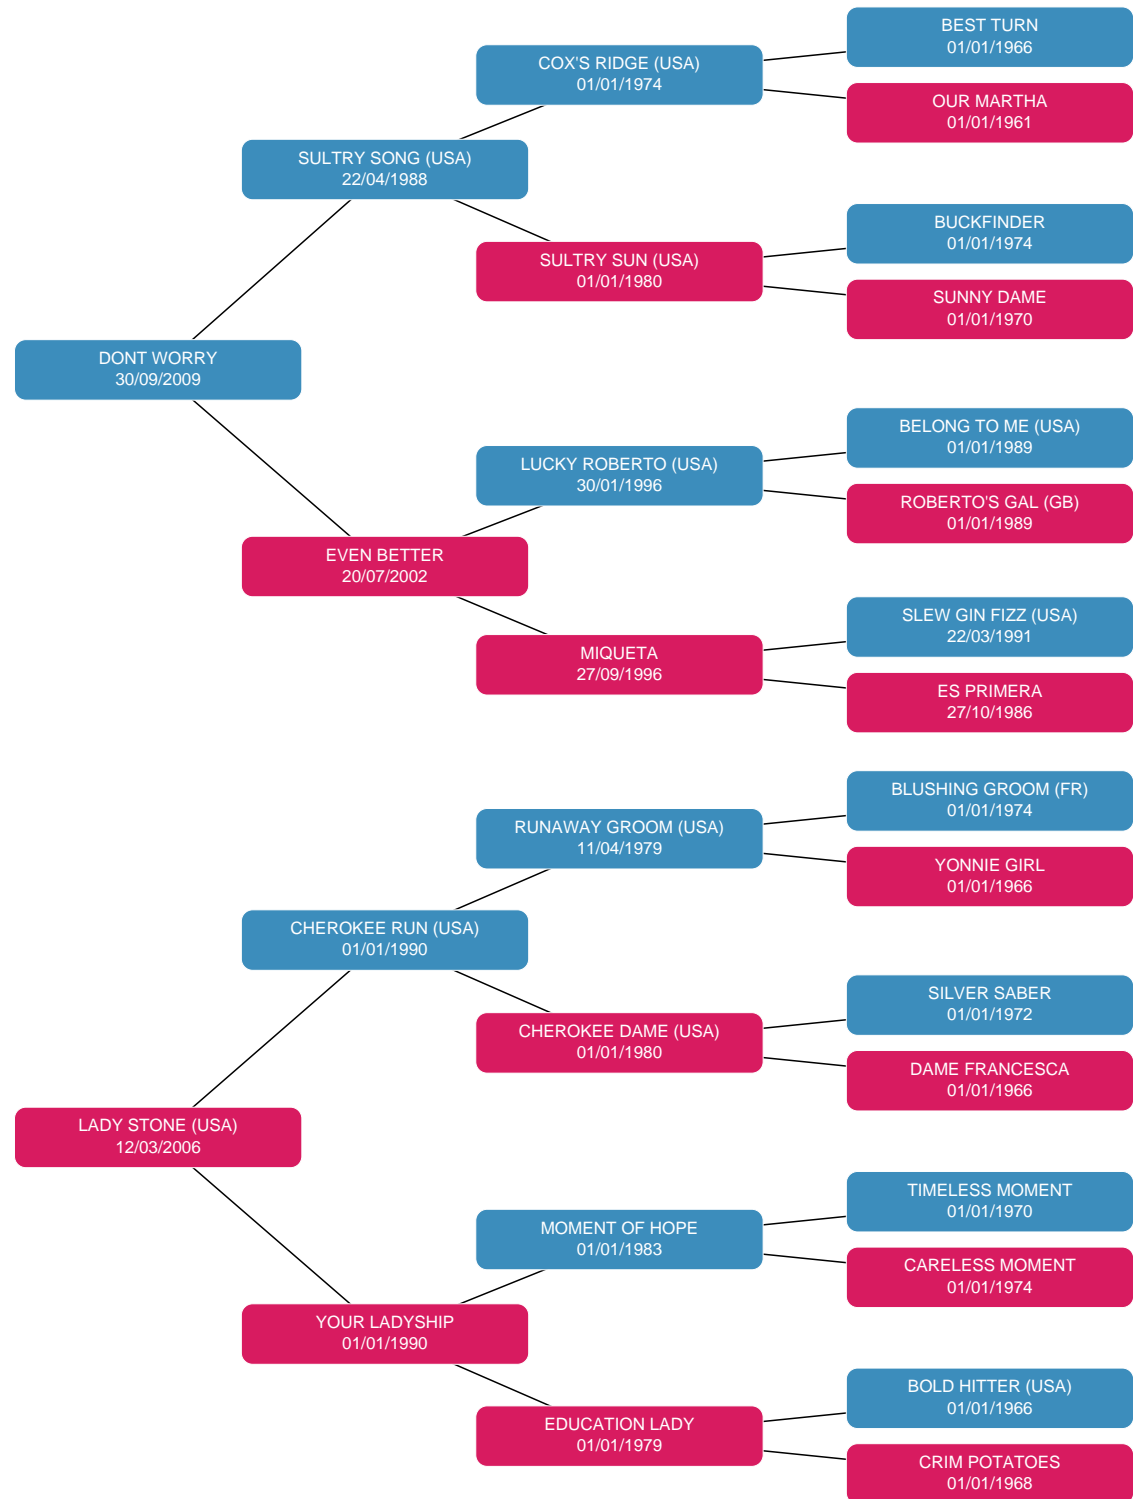 BEST TURN
01/01/1966
COX'S RIDGE (USA)
01/01/1974
OUR MARTHA
01/01/1961
SULTRY SONG (USA)
22/04/1988
BUCKFINDER
01/01/1974
SULTRY SUN (USA)
01/01/1980
SUNNY DAME
01/01/1970
DONT WORRY
30/09/2009
BELONG TO ME (USA)
01/01/1989
LUCKY ROBERTO (USA)
30/01/1996
ROBERTO'S GAL (GB)
01/01/1989
EVEN BETTER
20/07/2002
SLEW GIN FIZZ (USA)
22/03/1991
MIQUETA
27/09/1996
ES PRIMERA
27/10/1986
BLUSHING GROOM (FR)
01/01/1974
RUNAWAY GROOM (USA)
11/04/1979
YONNIE GIRL
01/01/1966
CHEROKEE RUN (USA)
01/01/1990
SILVER SABER
01/01/1972
CHEROKEE DAME (USA)
01/01/1980
DAME FRANCESCA
01/01/1966
LADY STONE (USA)
12/03/2006
TIMELESS MOMENT
01/01/1970
MOMENT OF HOPE
01/01/1983
CARELESS MOMENT
01/01/1974
YOUR LADYSHIP
01/01/1990
BOLD HITTER (USA)
01/01/1966
EDUCATION LADY
01/01/1979
CRIM POTATOES
01/01/1968